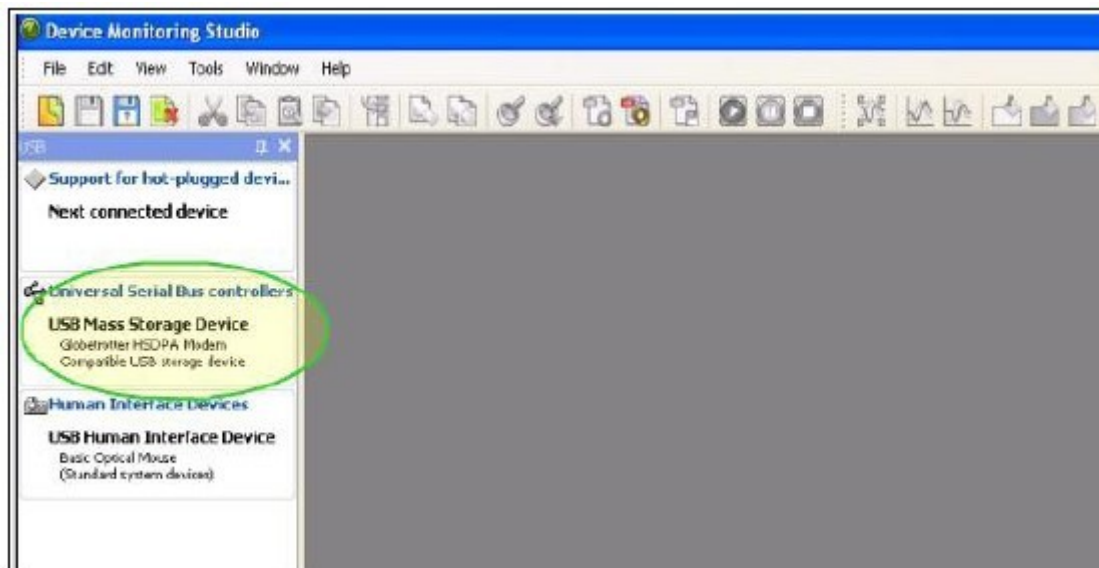 Device Monitoring Studio
File Edit View Tools Window Help
USB
Support for hot-plugged devi...
Next connected device
Universal Serial Bus controllers
USB Mass Storage Device
Globetrotter HSDPA Modem
Compatible USB storage device
Human Interface Devices
USB Human Interface Device
Basic Optical Mouse
(Standard system devices)